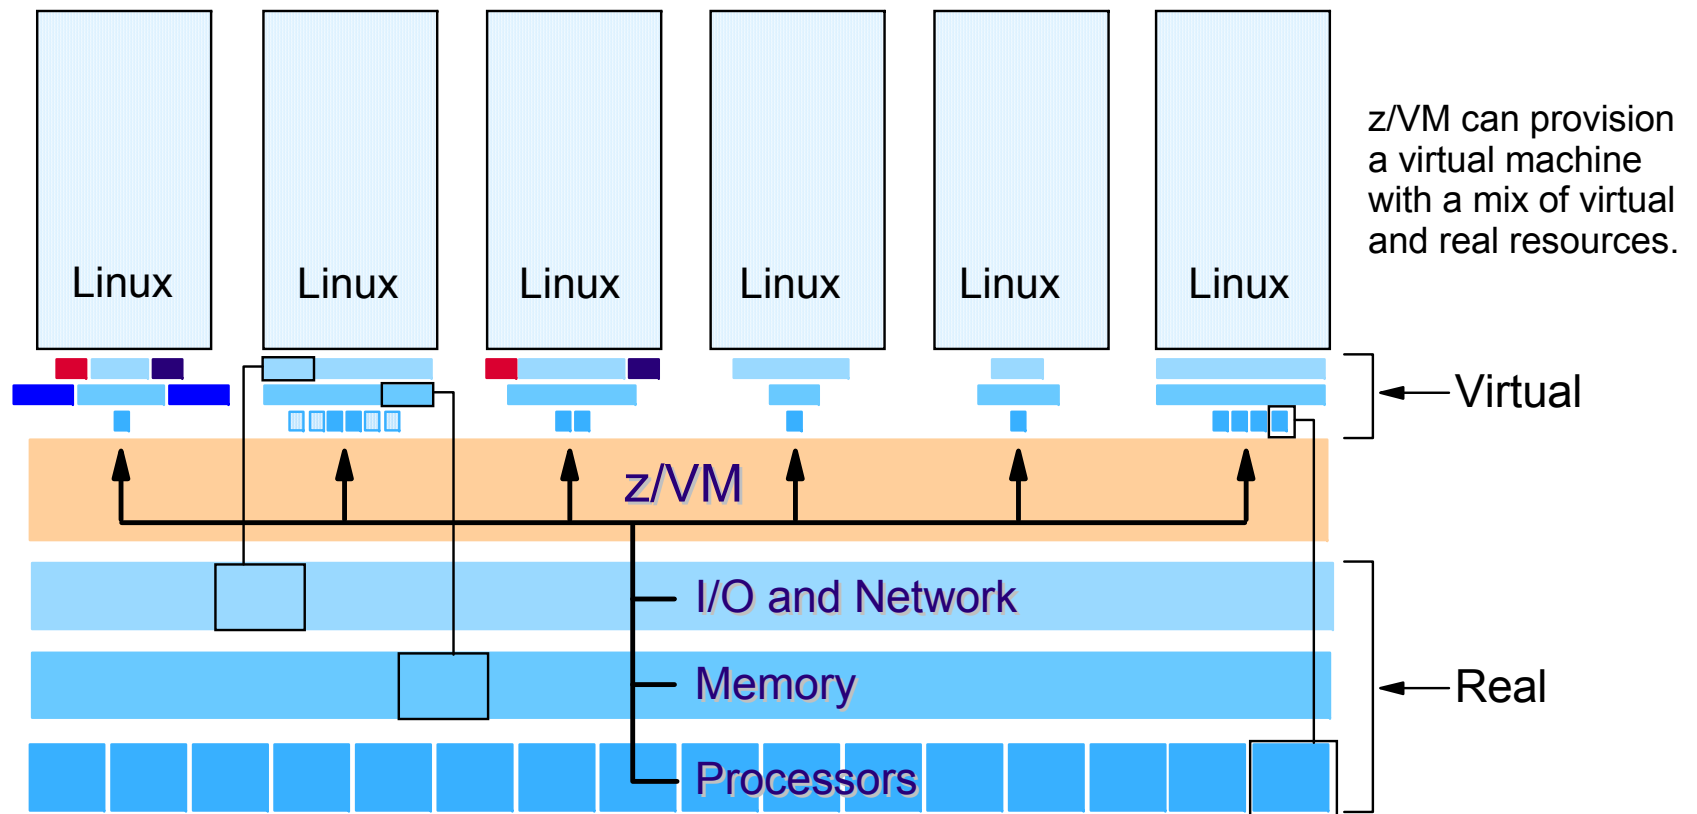 z/VM can provision
a virtual machine
with a mix of virtual
and real resources.
Linux
Linux
Linux
Linux
Linux
Linux
Virtual
z/VM
I/O and Network
Memory
Real
Processors